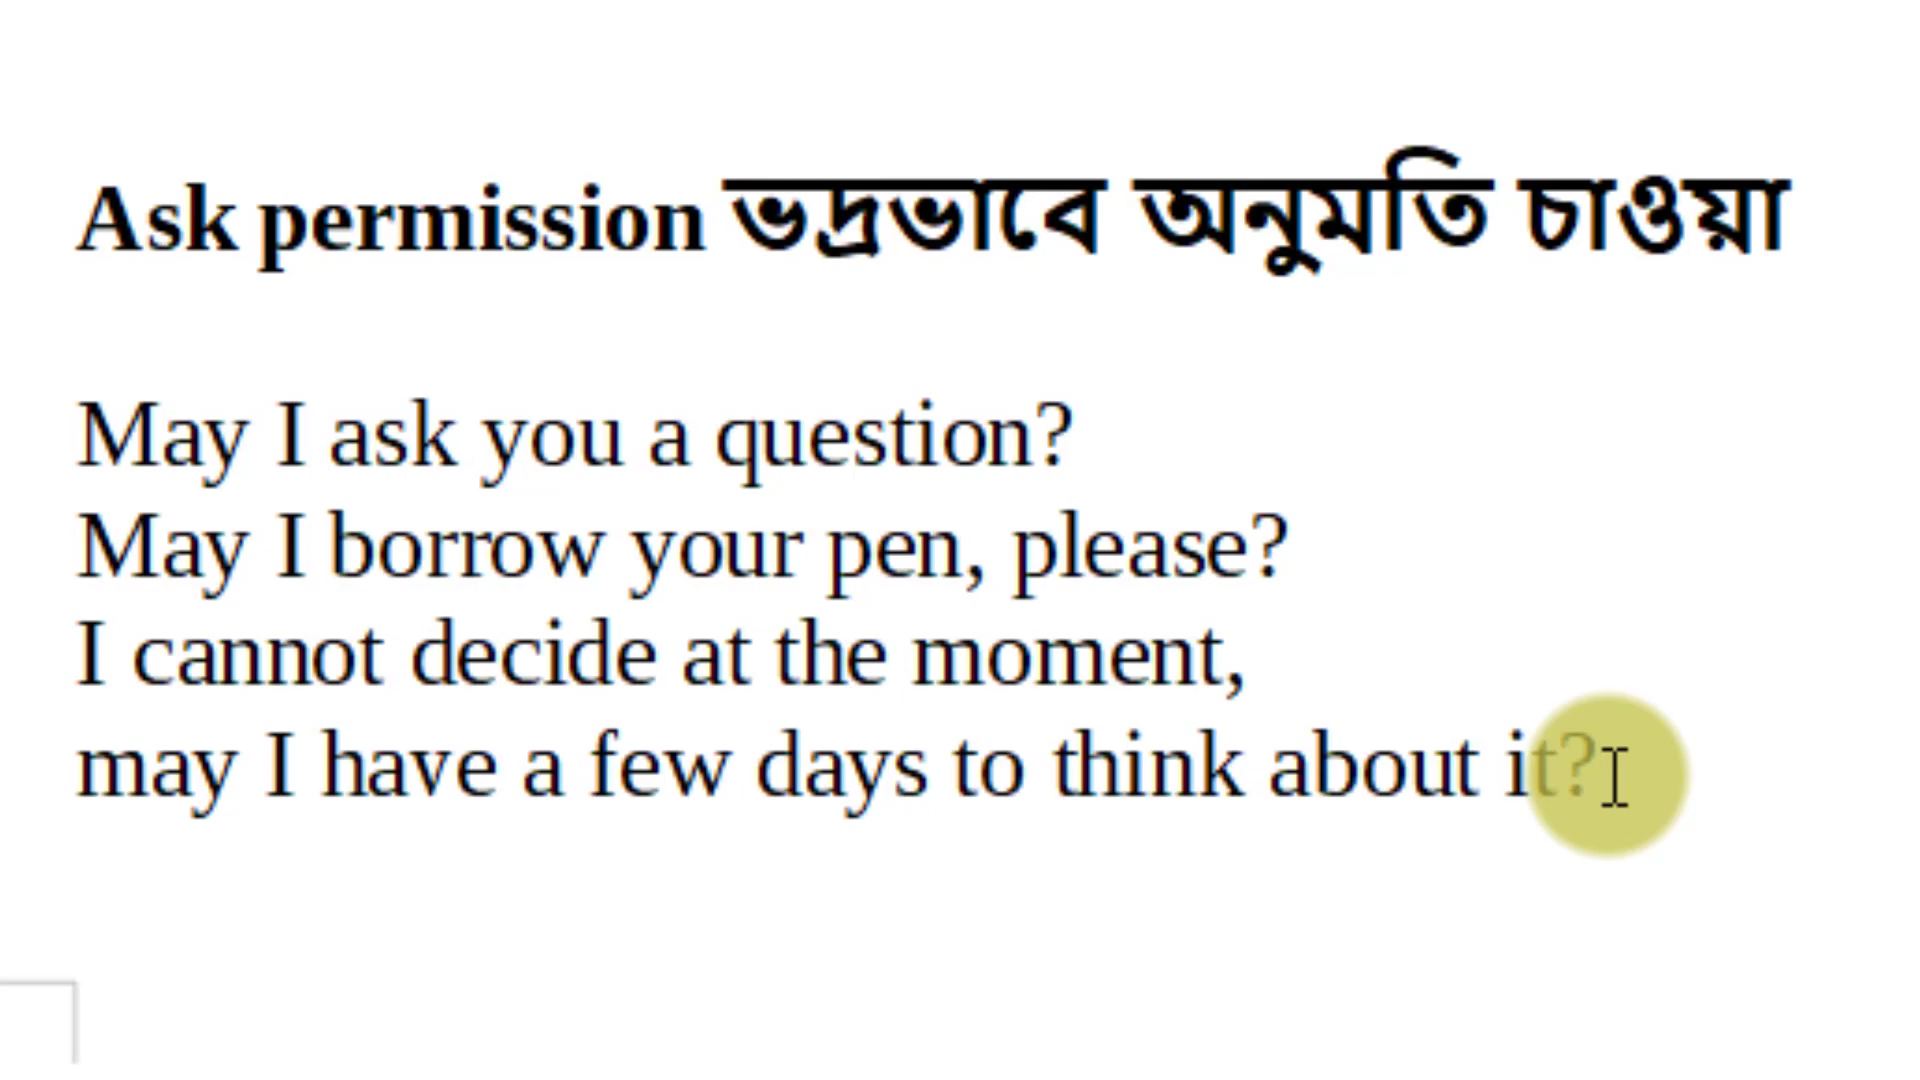 Ask permission ভদ্রভাবে অনুমতি চাওয়া
May I ask you a question?
May I borrow your pen, please?
I cannot decide at the moment,
may I have a few days to think about it?